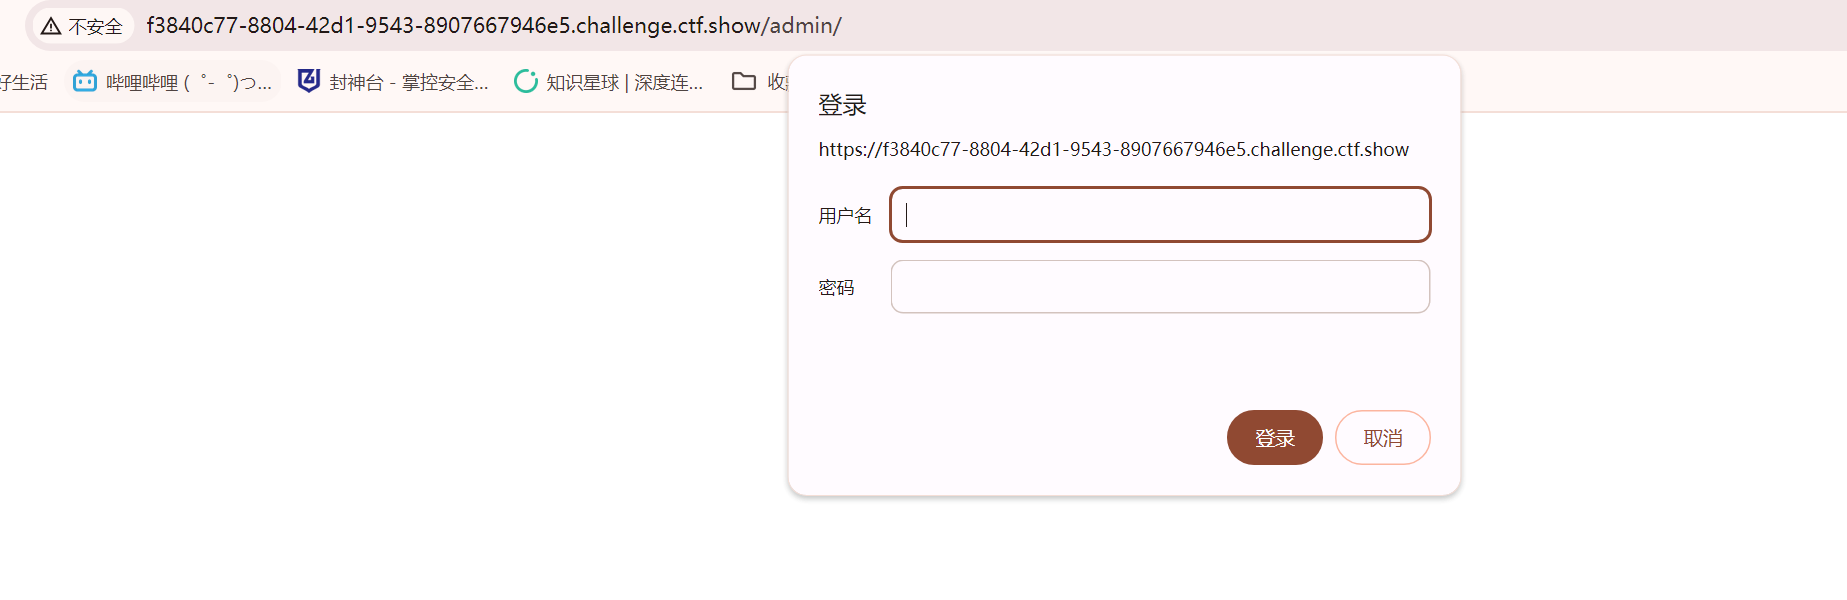 不安全 f3840c77-8804-42d1-9543-8907667946e5.challenge.ctf.show/admin/
好生活 哔哩哔哩 (゜-゜)つ... 封神台 - 掌控安全... 知识星球 | 深度连... 收
登录
https://f3840c77-8804-42d1-9543-8907667946e5.challenge.ctf.show
用户名
密码
登录 取消